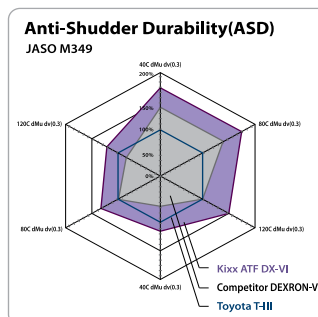 Anti-Shudder Durability(ASD)
JASO M349
40C dMu dv(0.3)
200%
150%
120C dMu dv(0.3)
80C dMu dv(0.3)
100%
50%
0%
80C dMu dv(0.3)
120C dMu dv(0.3)
40C dMu dv(0.3)
Kixx ATF DX-VI
Competitor DEXRON-V
Toyota T-III